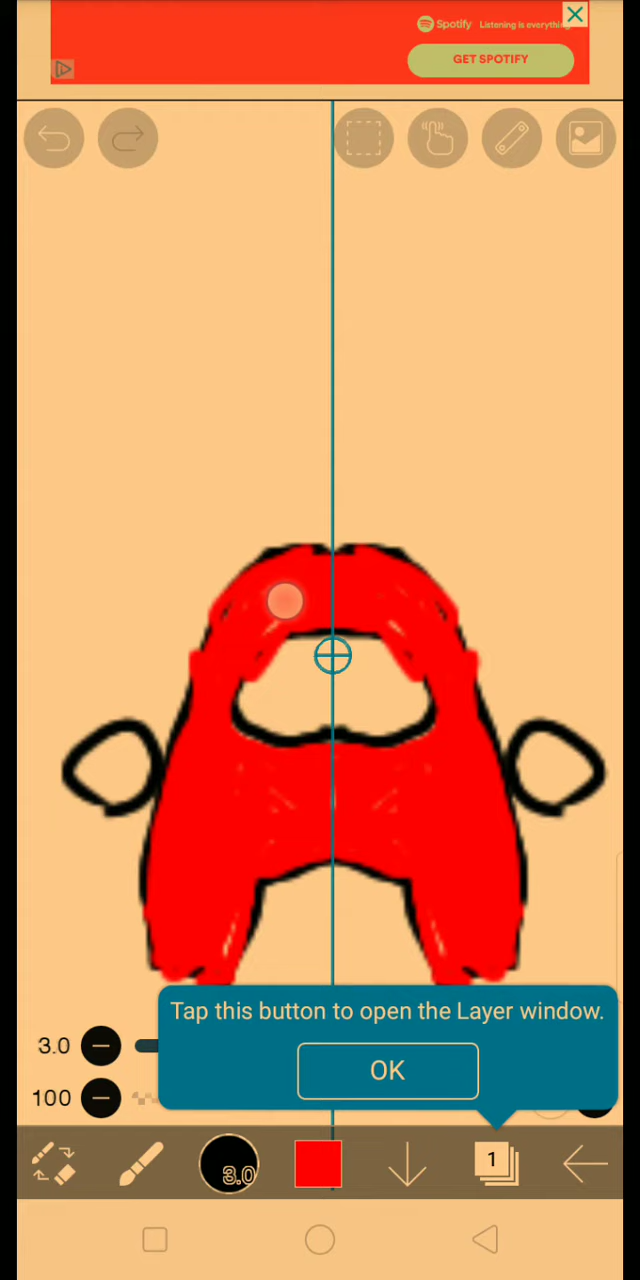 Spotify Listening is everything
GET SPOTIFY
Tap this button to open the Layer window.
3.0
OK
100
3.0
1